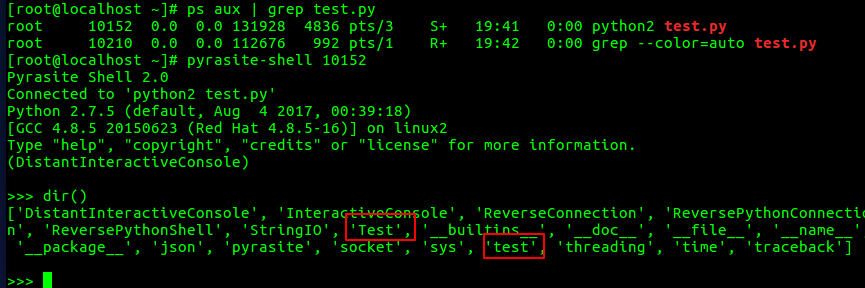 [root@localhost ~]# ps aux | grep test.py
root     10152  0.0  0.0 131928  4836 pts/3    S+   19:41   0:00 python2 test.py
root     10210  0.0  0.0 112676   992 pts/1    R+   19:42   0:00 grep --color=auto test.py
[root@localhost ~]# pyrasite-shell 10152
Pyrasite Shell 2.0
Connected to 'python2 test.py'
Python 2.7.5 (default, Aug  4 2017, 00:39:18)
[GCC 4.8.5 20150623 (Red Hat 4.8.5-16)] on linux2
Type "help", "copyright", "credits" or "license" for more information.
(DistantInteractiveConsole)
>>> dir()
['DistantInteractiveConsole', 'InteractiveConsole', 'ReverseConnection', 'ReversePythonConnectio
n', 'ReversePythonShell', 'StringIO', 'Test', '__builtins__', '__doc__', '__file__', '__name__'
 '__package__', 'json', 'pyrasite', 'socket', 'sys', 'test', 'threading', 'time', 'traceback']
>>>